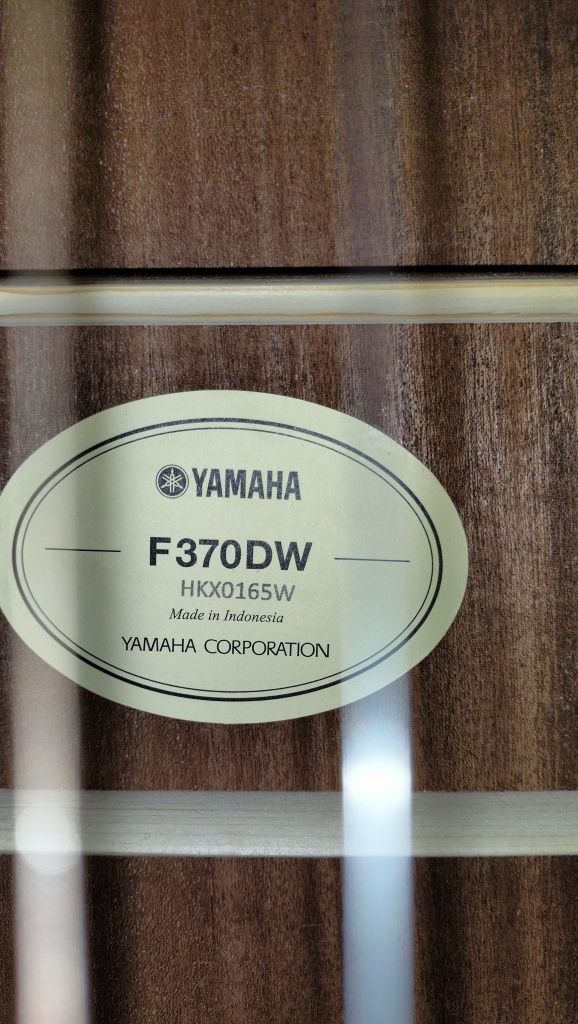 YAMAHA
F370DW
HKX0165W
Made in Indonesia
YAMAHA CORPORATION